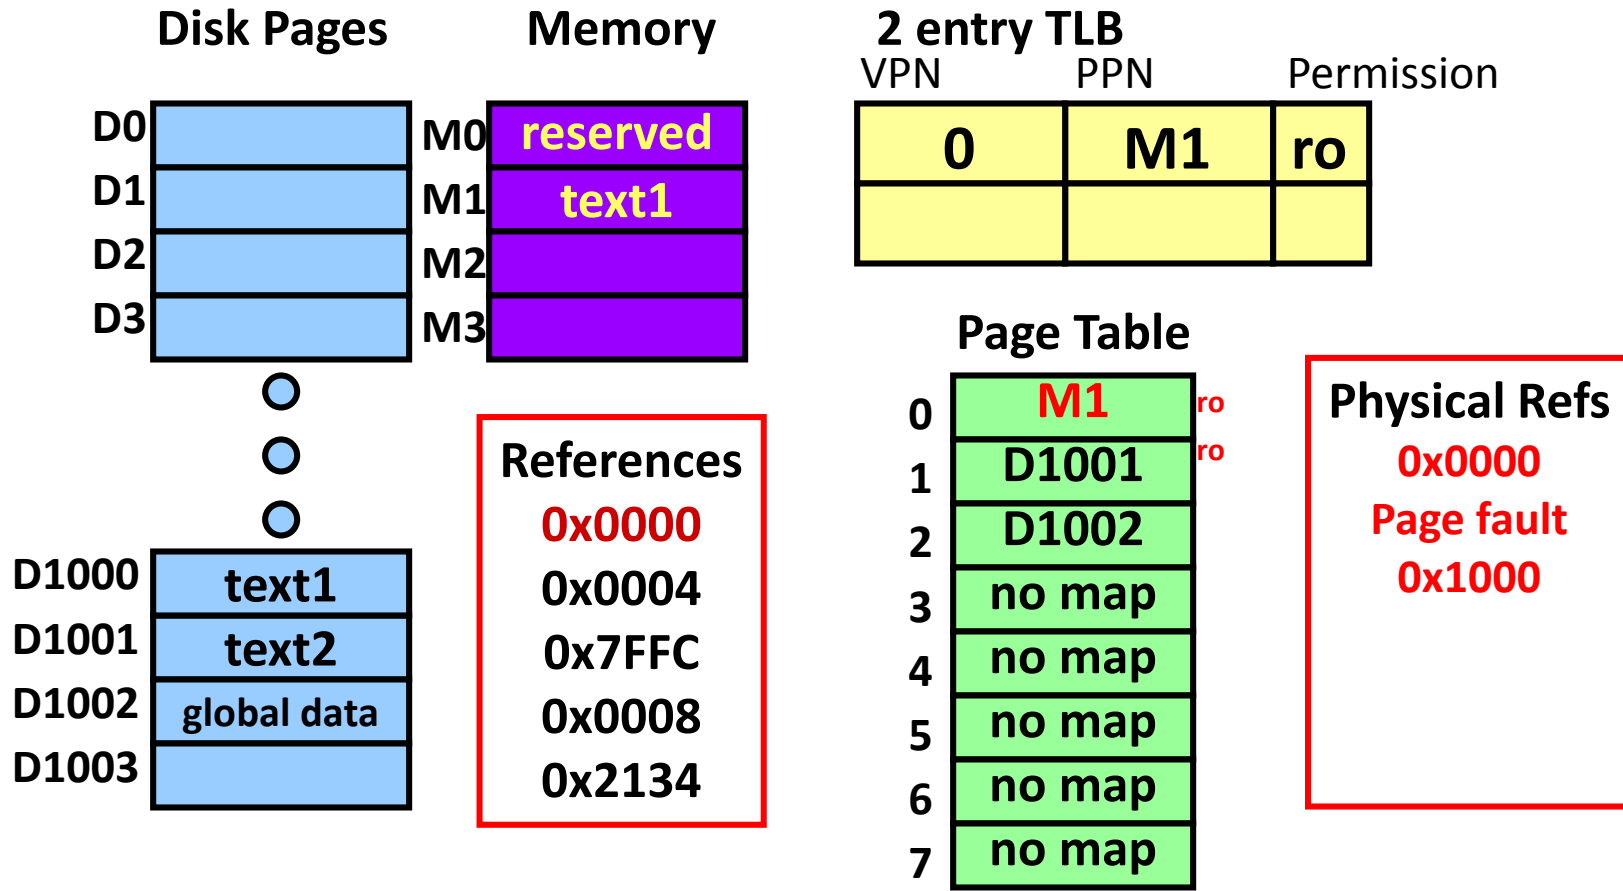 Disk Pages
Memory
2 entry TLB
VPN PPN Permission
D0
D1
D2
D3
M0 reserved
M1 text1
M2
M3
0 M1 ro
D1000 text1
D1001 text2
D1002 global data
D1003
References
0x0000
0x0004
0x7FFC
0x0008
0x2134
Page Table
0 M1 ro
1 D1001 ro
2 D1002
3 no map
4 no map
5 no map
6 no map
7 no map
Physical Refs
0x0000
Page fault
0x1000